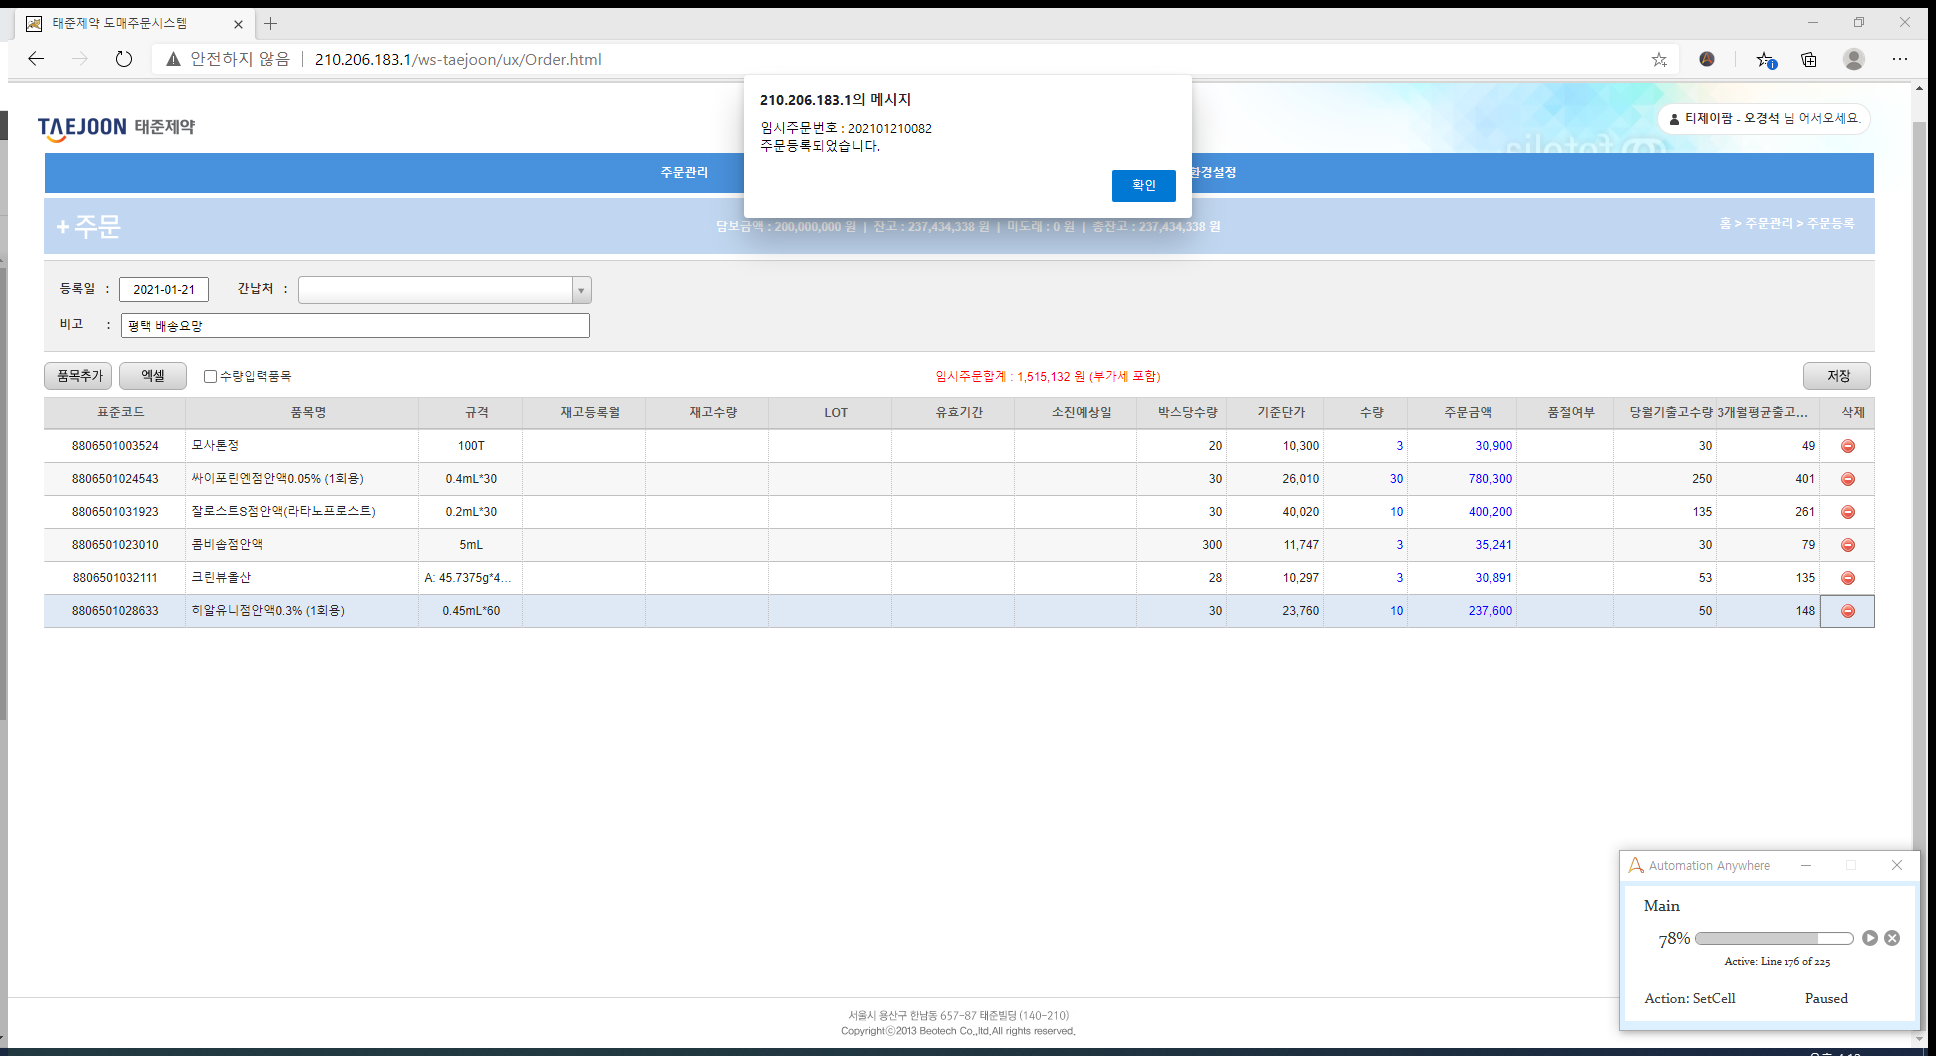 태준제약 도매주문시스템
안전하지 않음 210.206.183.1/ws-taejoon/ux/Order.html
210.206.183.1의 메시지
임시주문번호 : 202101210082
주문등록되었습니다.
확인
TAEJOON 태준제약
티제이팜 - 오경석 님 어서오세요.
주문관리 환경설정
+ 주문
담보금액 : 200,000,000 원 | 잔고 : 237,434,338 원 | 미도래 : 0 원 | 총잔고 : 237,434,338 원
홈 > 주문관리 > 주문등록
등록일 : 2021-01-21 간납처 :
비고 : 평택 배송요망
품목추가 엑셀 수량입력품목 임시주문합계 : 1,515,132 원 (부가세 포함) 저장
표준코드 품목명 규격 재고등록월 재고수량 LOT 유효기간 소진예상일 박스당수량 기준단가 수량 주문금액 품절여부 당월기출고수량 3개월평균출고... 삭제
8806501003524 모사톤정 100T 20 10,300 3 30,900 30 49
8806501024543 싸이포린엔점안액0.05% (1회용) 0.4mL*30 30 26,010 30 780,300 250 401
8806501031923 잘로스트S점안액(라타노프로스트) 0.2mL*30 30 40,020 10 400,200 135 261
8806501023010 콤비솝점안액 5mL 300 11,747 3 35,241 30 79
8806501032111 크린뷰올산 A: 45.7375g*4... 28 10,297 3 30,891 53 135
8806501028633 히알유니점안액0.3% (1회용) 0.45mL*60 30 23,760 10 237,600 50 148
Automation Anywhere
Main
78%
Active: Line 176 of 225
Action: SetCell Paused
서울시 용산구 한남동 657-87 태준빌딩 (140-210)
Copyrightⓒ2013 Beotech Co.,ltd.All rights reserved.